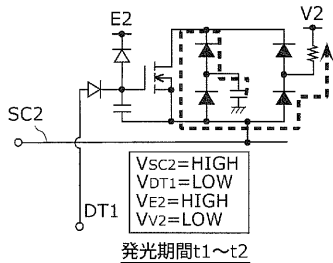 E2
V2
SC2
DT1
VSC2=HIGH
VDT1=LOW
VE2=HIGH
VV2=LOW
発光期間t1~t2